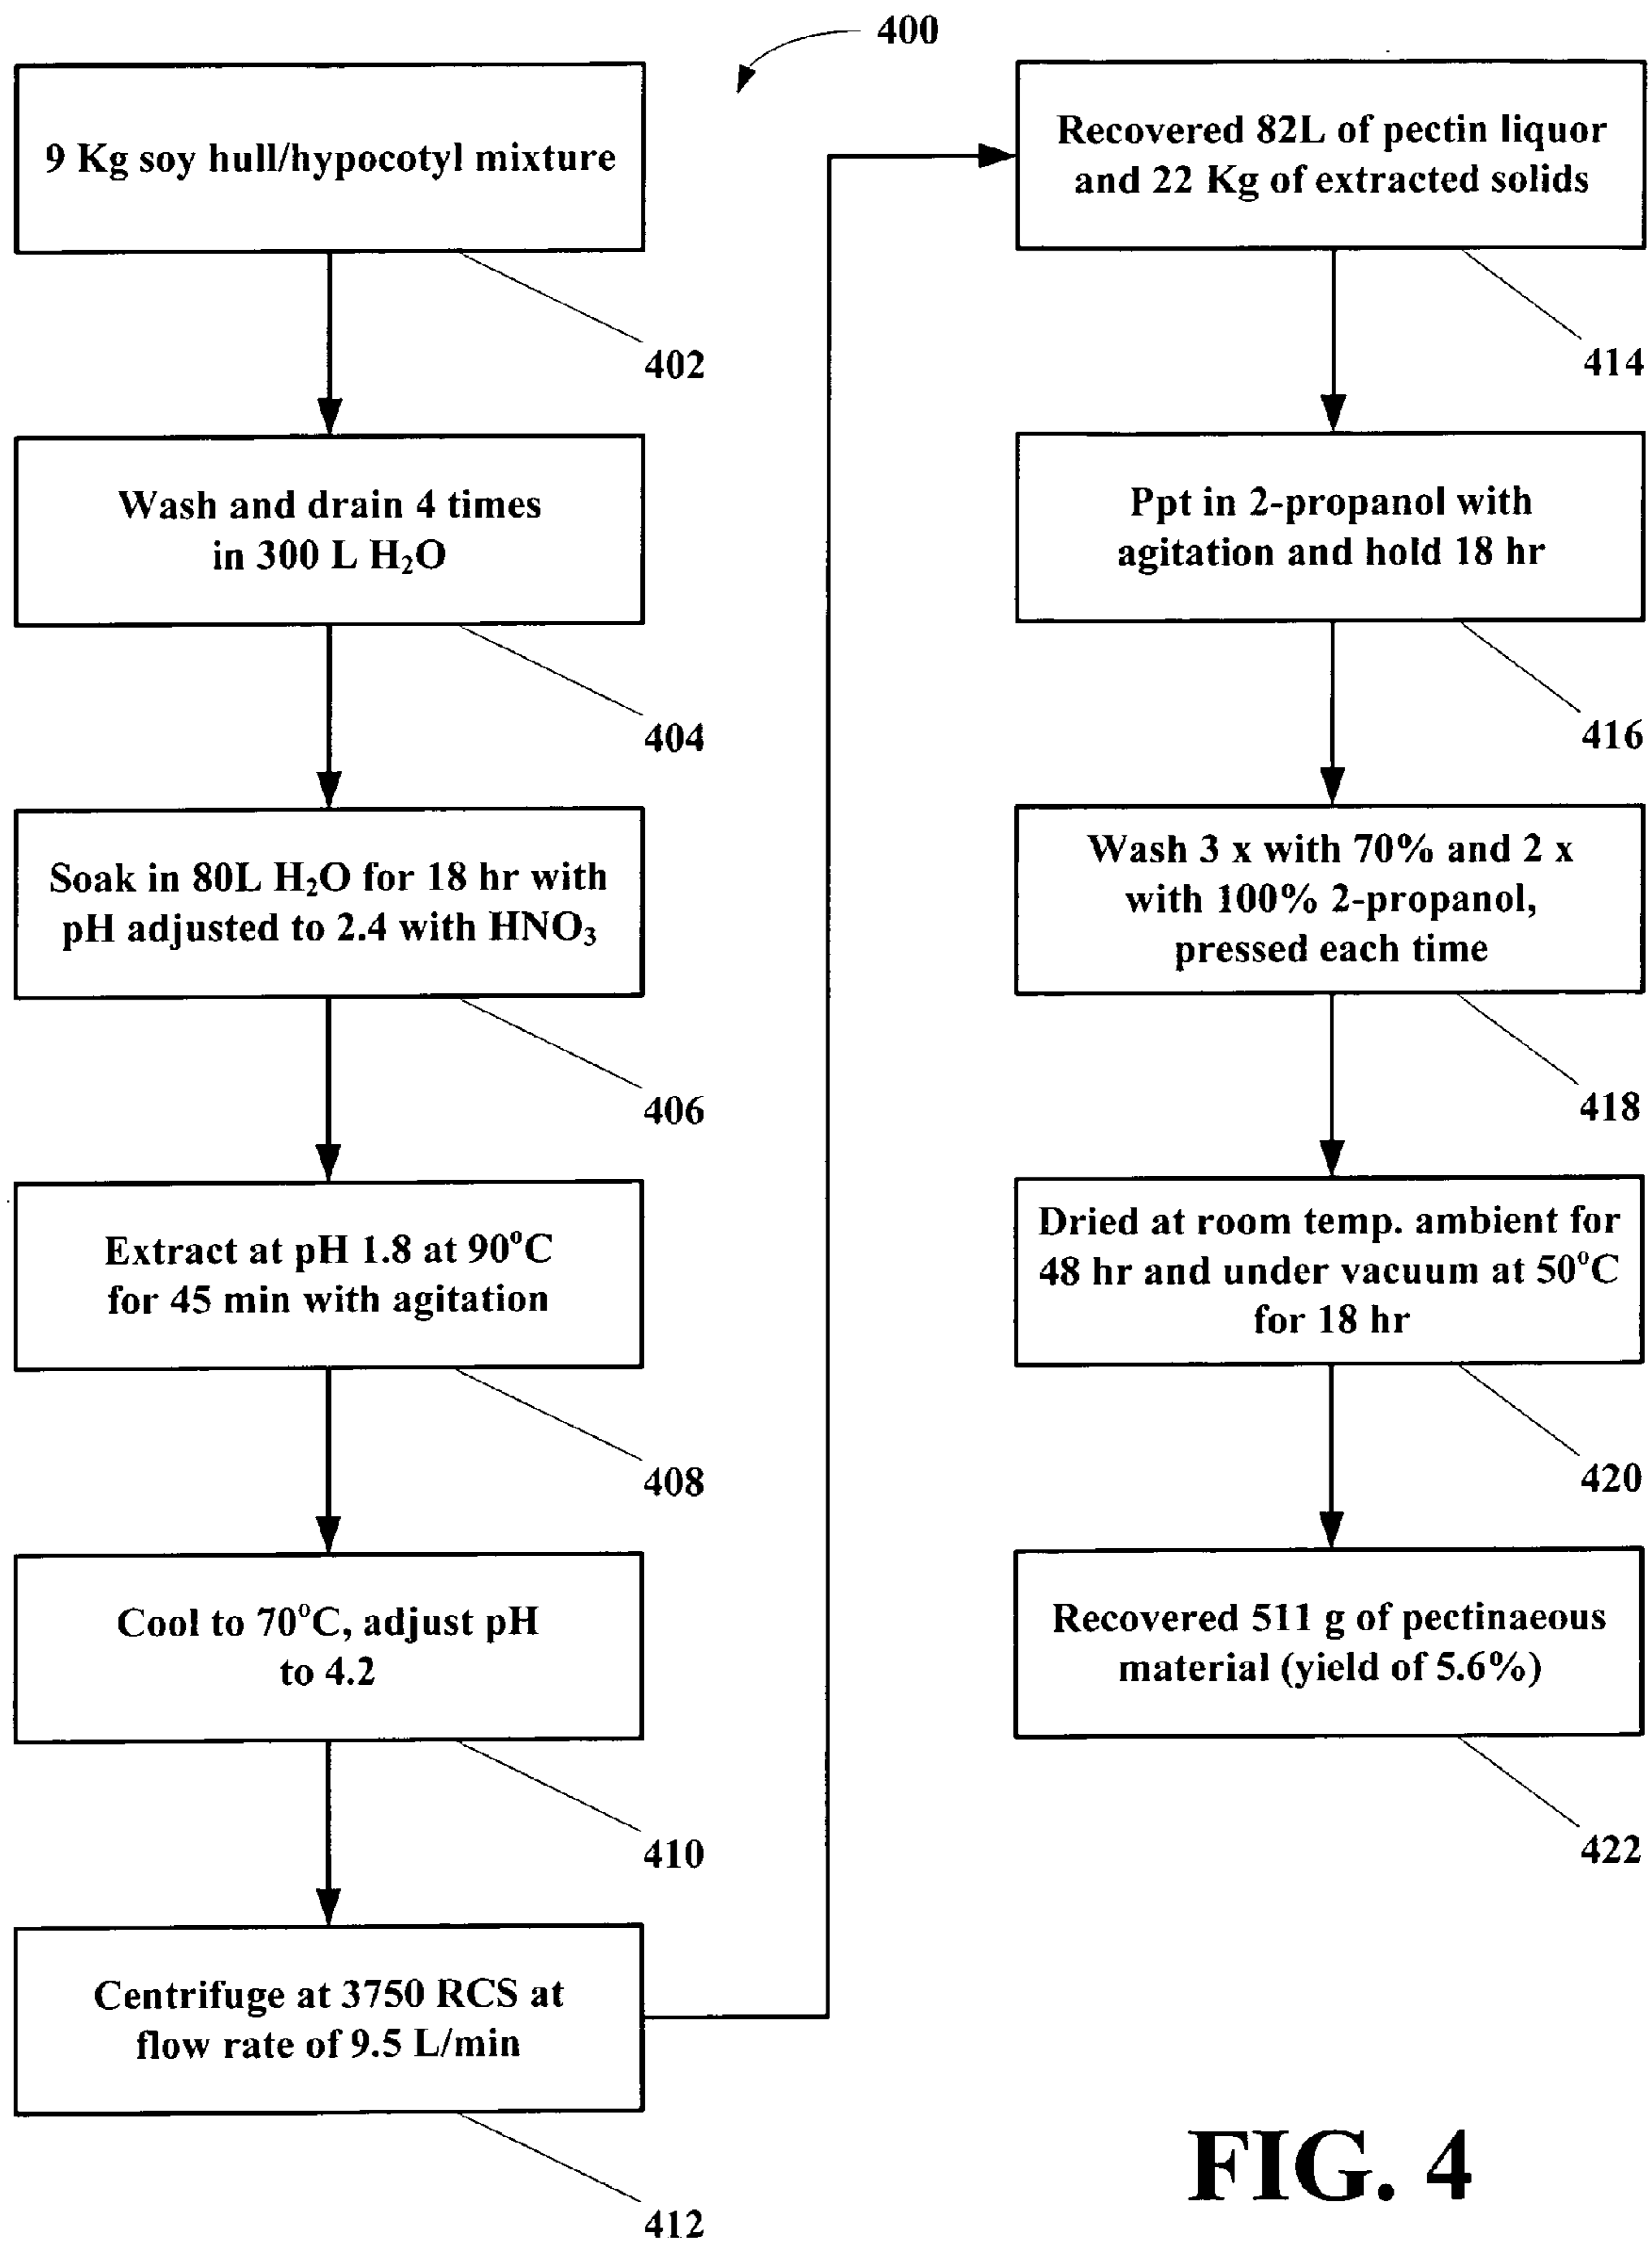 400
9 Kg soy hull/hypocotyl mixture
402
Wash and drain 4 times
in 300 L H₂O
404
Soak in 80L H₂O for 18 hr with
pH adjusted to 2.4 with HNO₃
406
Extract at pH 1.8 at 90°C
for 45 min with agitation
408
Cool to 70°C, adjust pH
to 4.2
410
Centrifuge at 3750 RCS at
flow rate of 9.5 L/min
412
Recovered 82L of pectin liquor
and 22 Kg of extracted solids
414
Ppt in 2-propanol with
agitation and hold 18 hr
416
Wash 3 x with 70% and 2 x
with 100% 2-propanol,
pressed each time
418
Dried at room temp. ambient for
48 hr and under vacuum at 50°C
for 18 hr
420
Recovered 511 g of pectinaeous
material (yield of 5.6%)
422
FIG. 4